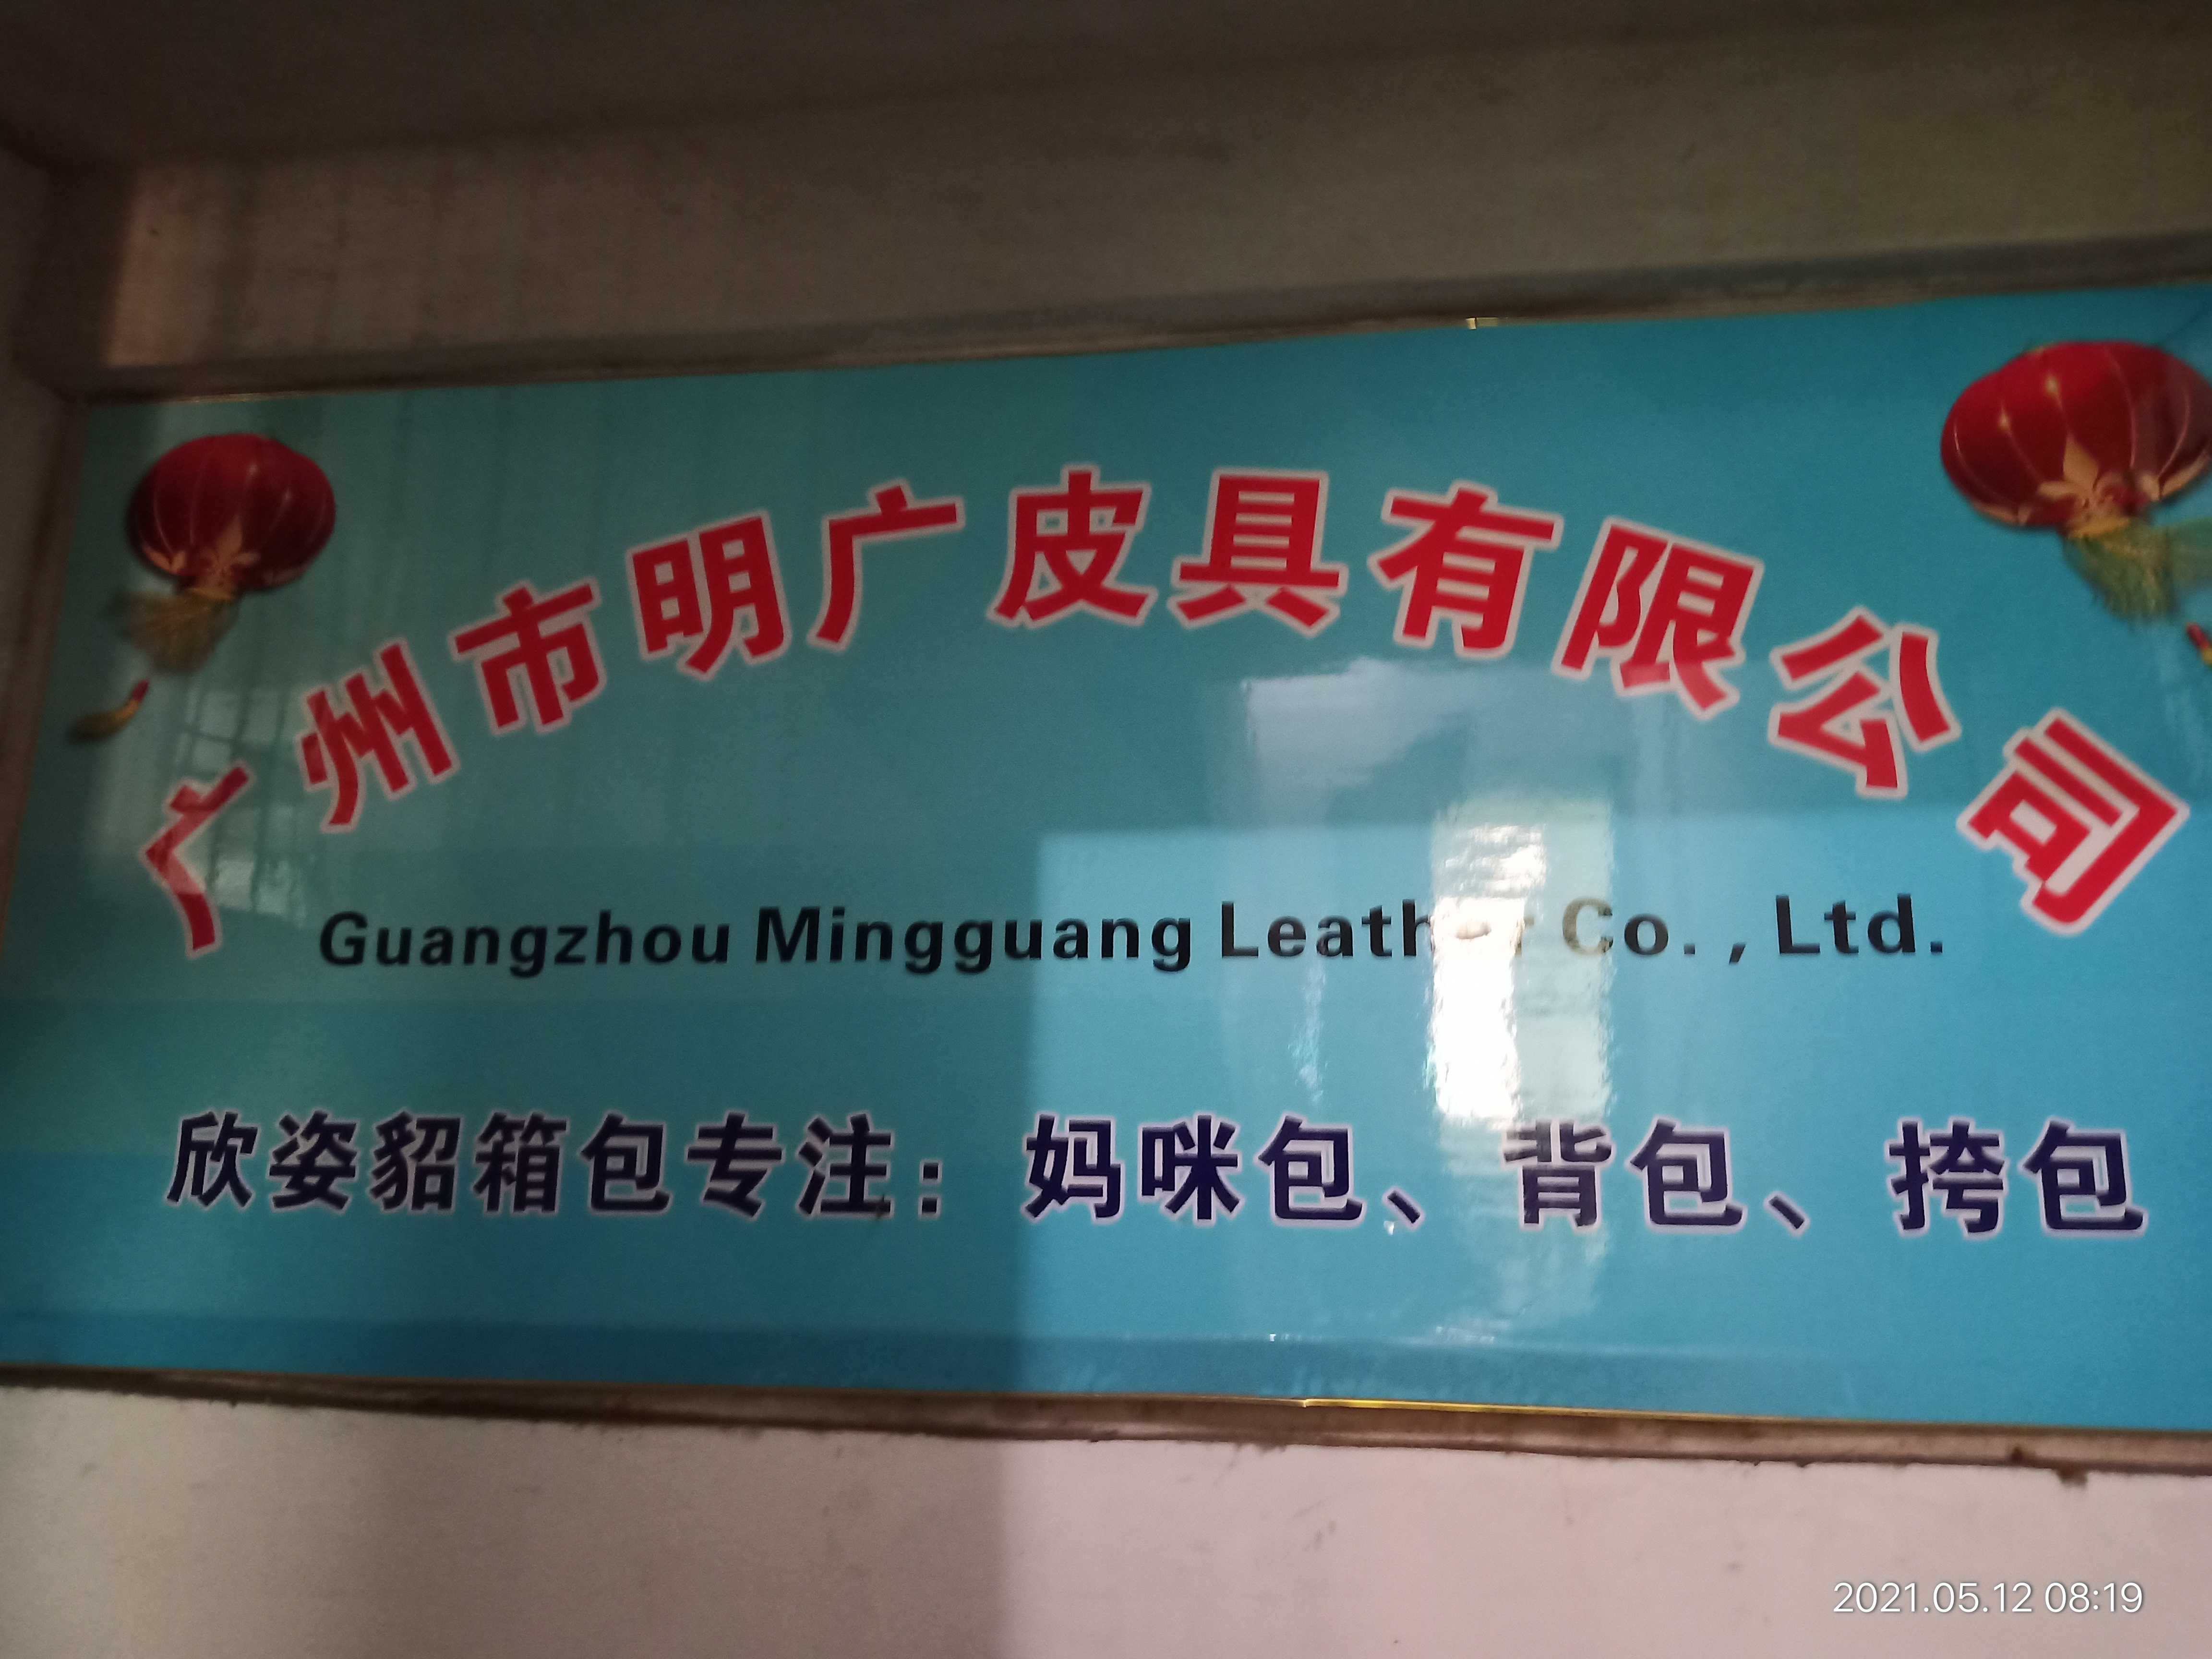 广州市明广皮具有限公司
Guangzhou Mingguang Leather Co., Ltd.
欣姿貂箱包专注：妈咪包、背包、挎包
2021.05.12 08:19